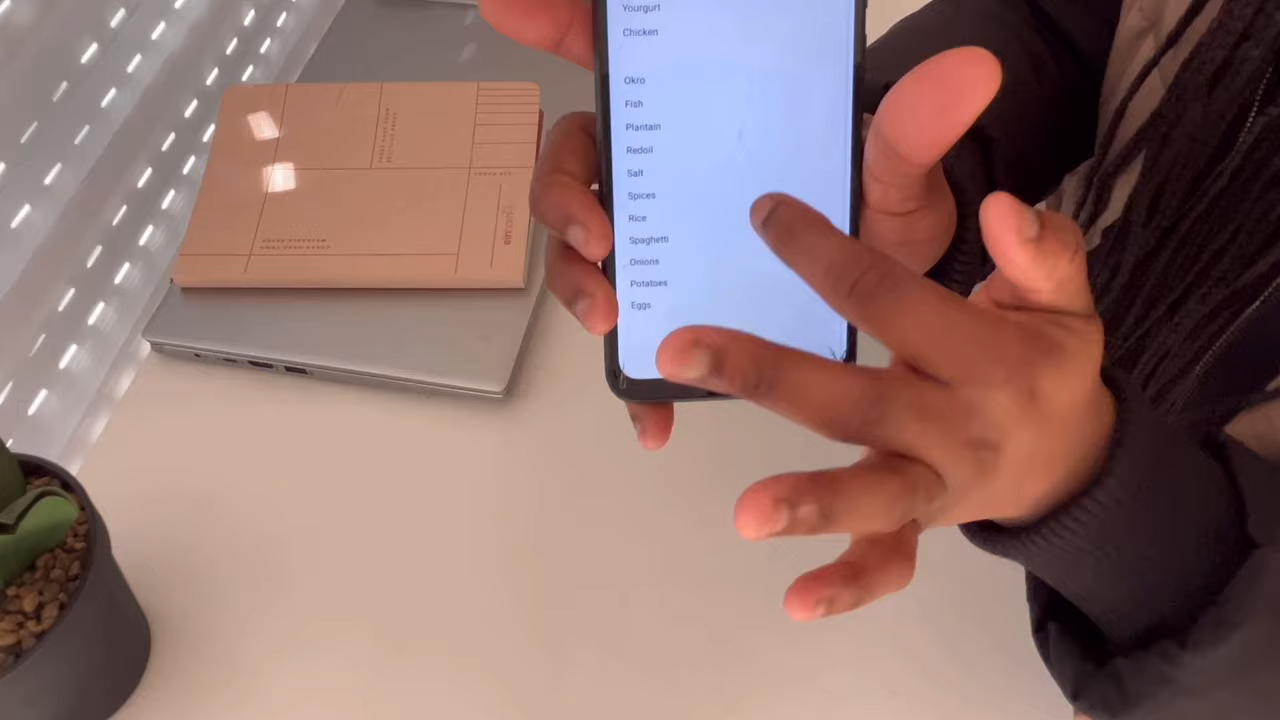 Yourgurt
Chicken
Okro
Fish
Plantain
Redoil
Salt
Spices
Rice
Spaghetti
Onions
Potatoes
Eggs